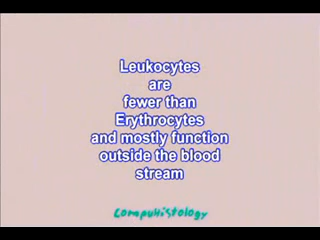 Leukocytes
are
fewer than
Erythrocytes
and mostly function
outside the blood
stream
CompuHistology